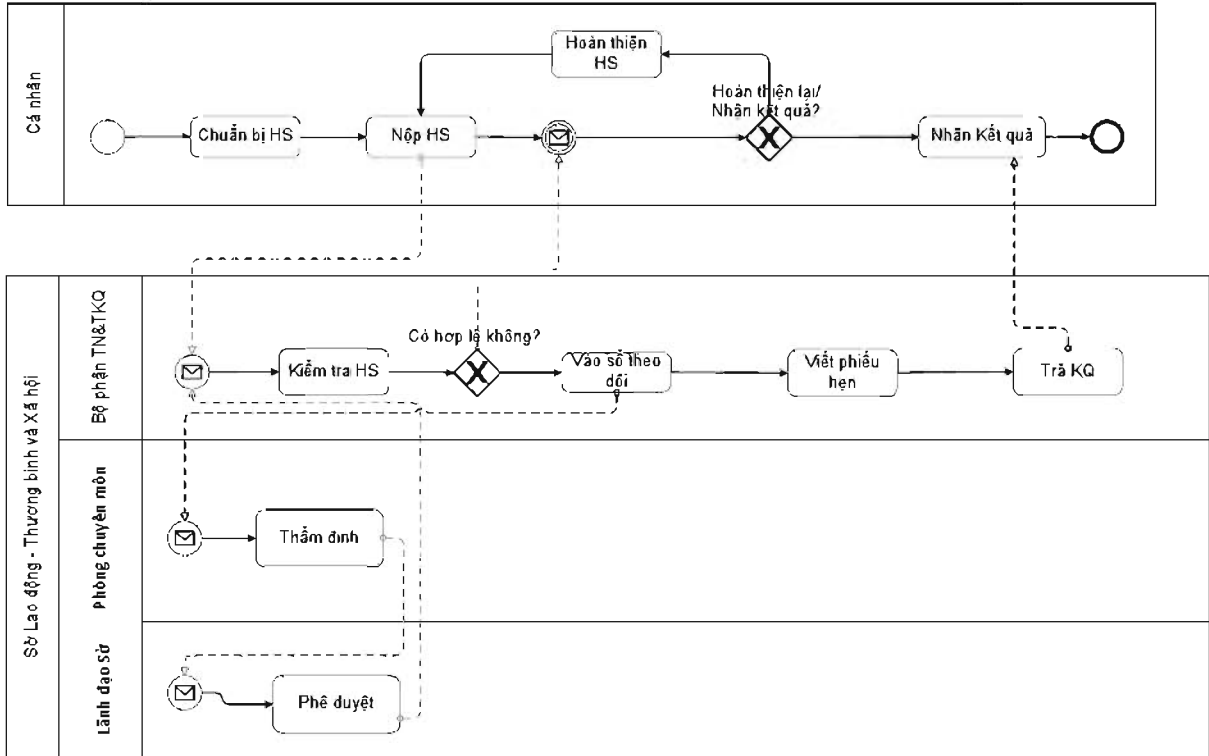 Cá nhân
Hoàn thiện
HS
Hoàn thiện lại/
Nhận kết quả?
Chuẩn bị HS
Nộp HS
Nhận Kết quả
Sở Lao động - Thương binh và Xã hội
Bộ phận TN&TKQ
Có hợp lệ không?
Kiểm tra HS
Vào sổ theo
dõi
Viết phiếu
hẹn
Trả KQ
Phòng chuyên môn
Thẩm định
Lãnh đạo Sở
Phê duyệt